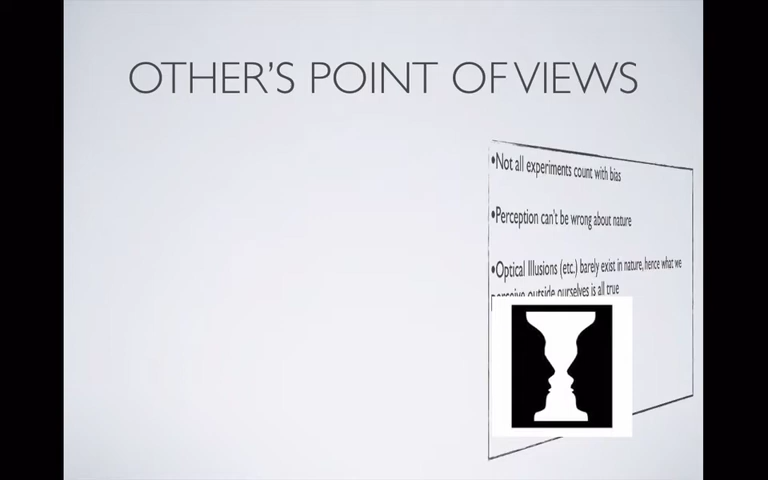 OTHER'S POINT OF VIEWS
•Not all experiments count with bias
•Perception can't be wrong about nature
•Optical Illusions (etc.) barely exist in nature, hence what we
perceive outside ourselves is all true